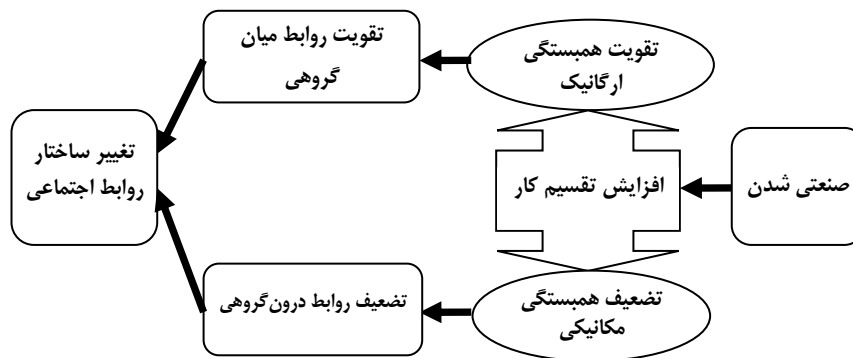 صنعتی شدن
افزایش تقسیم کار
تقویت همبستگی
ارگانیک
تقویت روابط میان
گروهی
تضعیف همبستگی
مکانیکی
تضعیف روابط درون‌گروهی
تغییر ساختار
روابط اجتماعی